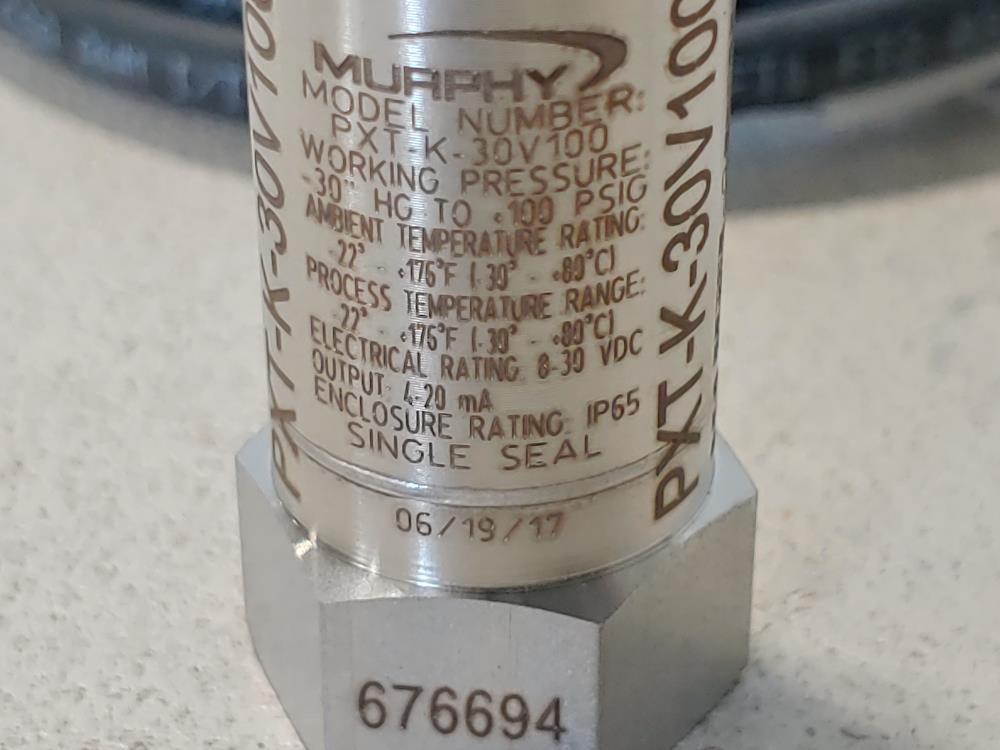 MURPHY
MODEL NUMBER:
PXT-K-30V100
WORKING PRESSURE:
-30" HG TO +100 PSIG
AMBIENT TEMPERATURE RATING:
-22° - +176°F (-30° - +80°C)
PROCESS TEMPERATURE RANGE:
-22° - +176°F (-30° - +80°C)
ELECTRICAL RATING: 8-30 VDC
OUTPUT: 4-20 mA
ENCLOSURE RATING: IP65
SINGLE SEAL
06/19/17
676694
PXT-K-30V100
PXT-K-30V100